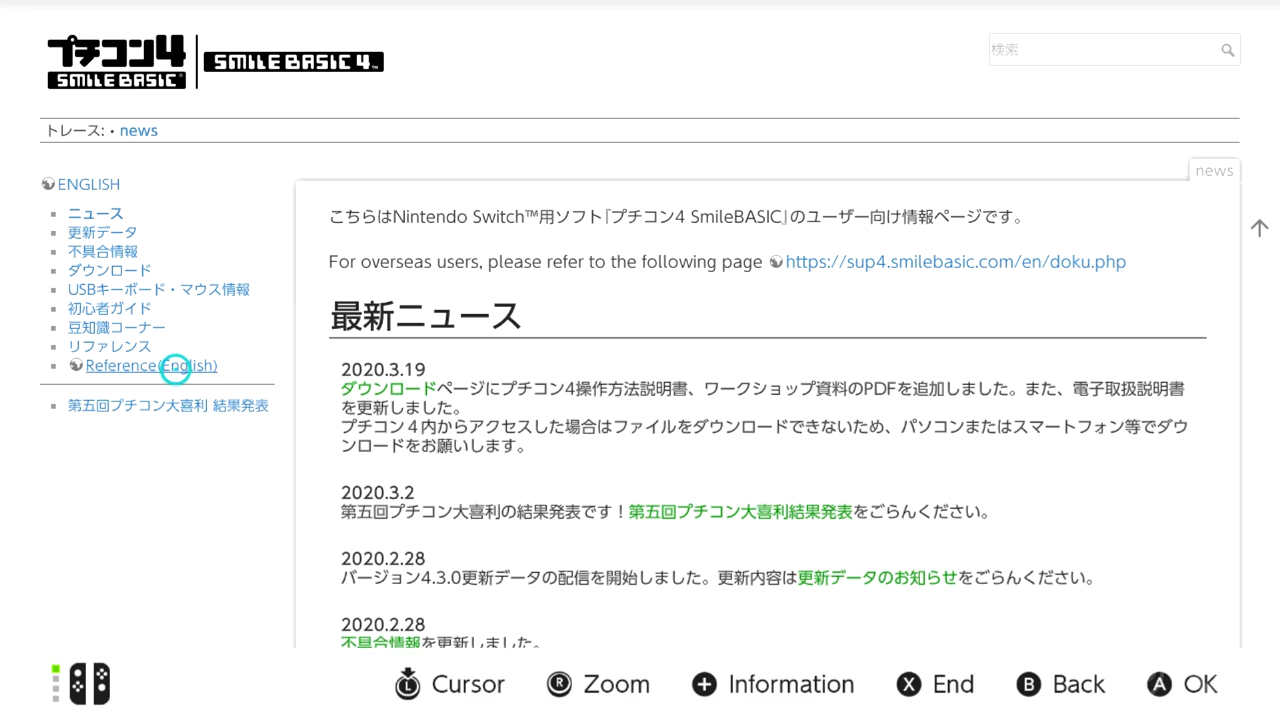 プチコン4
SMILE BASIC
SMILE BASIC 4
検索
トレース: • news
news
ENGLISH
ニュース
更新データ
不具合情報
ダウンロード
USBキーボード・マウス情報
初心者ガイド
豆知識コーナー
リファレンス
Reference(English)
第五回プチコン大喜利 結果発表
こちらはNintendo Switch™用ソフト『プチコン4 SmileBASIC』のユーザー向け情報ページです。
For overseas users, please refer to the following page https://sup4.smilebasic.com/en/doku.php
最新ニュース
2020.3.19
ダウンロードページにプチコン4操作方法説明書、ワークショップ資料のPDFを追加しました。また、電子取扱説明書
を更新しました。
プチコン４内からアクセスした場合はファイルをダウンロードできないため、パソコンまたはスマートフォン等でダウ
ンロードをお願いします。
2020.3.2
第五回プチコン大喜利の結果発表です！第五回プチコン大喜利結果発表をごらんください。
2020.2.28
バージョン4.3.0更新データの配信を開始しました。更新内容は更新データのお知らせをごらんください。
2020.2.28
不具合情報を更新しました。
L Cursor R Zoom + Information X End B Back A OK